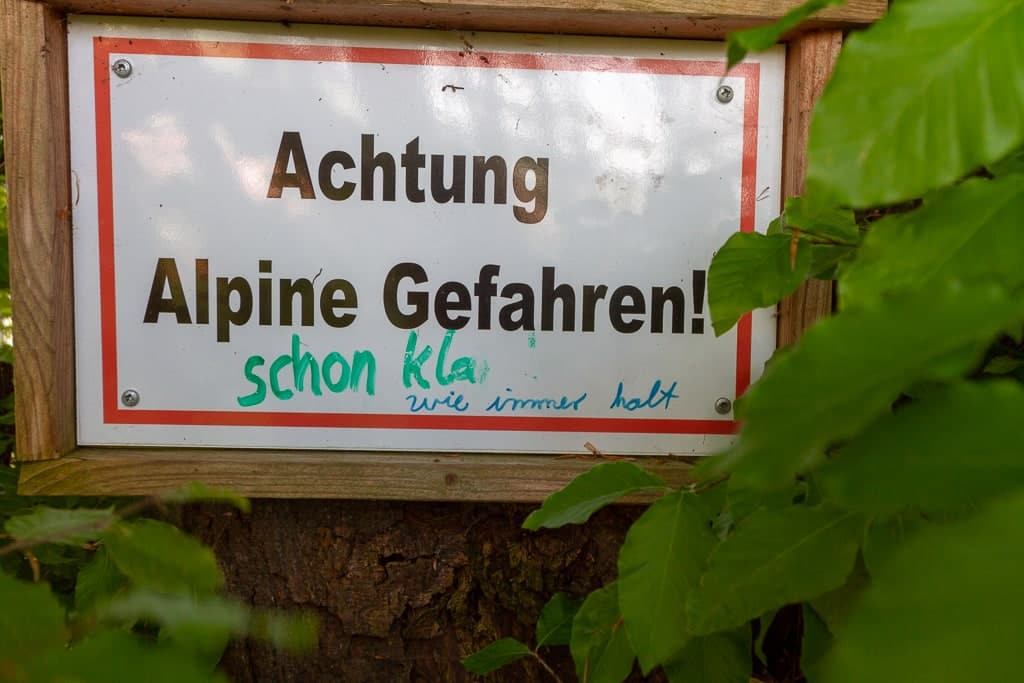 Achtung
Alpine Gefahren!
schon kla
wie immer halt